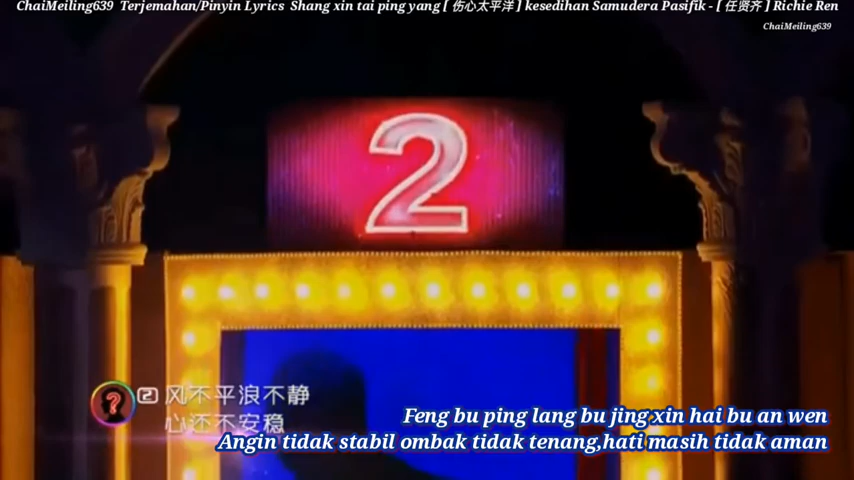 ChaiMeiling639 Terjemahan/Pinyin Lyrics Shang xin tai ping yang [ 伤心太平洋 ] kesedihan Samudera Pasifik - [ 任贤齐 ] Richie Ren
ChaiMeiling639
2
?
2 风不平浪不静
心还不安稳
Feng bu ping lang bu jing xin hai bu an wen
Angin tidak stabil ombak tidak tenang,hati masih tidak aman